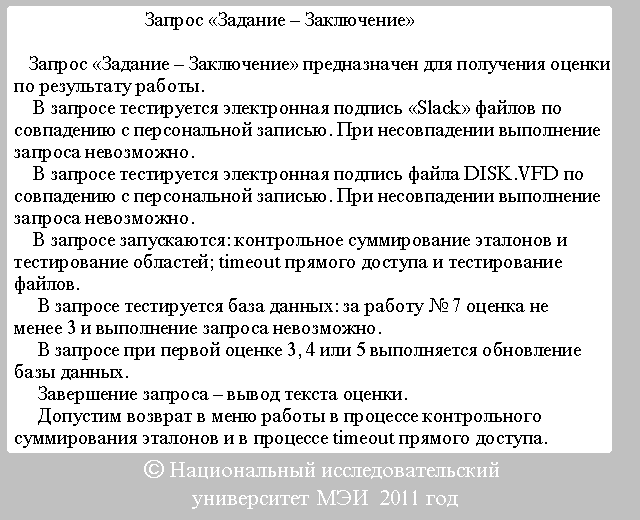 Запрос «Задание – Заключение»
Запрос «Задание – Заключение» предназначен для получения оценки
по результату работы.
В запросе тестируется электронная подпись «Slack» файлов по
совпадению с персональной записью. При несовпадении выполнение
запроса невозможно.
В запросе тестируется электронная подпись файла DISK.VFD по
совпадению с персональной записью. При несовпадении выполнение
запроса невозможно.
В запросе запускаются: контрольное суммирование эталонов и
тестирование областей; timeout прямого доступа и тестирование
файлов.
В запросе тестируется база данных: за работу № 7 оценка не
менее 3 и выполнение запроса невозможно.
В запросе при первой оценке 3, 4 или 5 выполняется обновление
базы данных.
Завершение запроса – вывод текста оценки.
Допустим возврат в меню работы в процессе контрольного
суммирования эталонов и в процессе timeout прямого доступа.
© Национальный исследовательский
университет МЭИ 2011 год